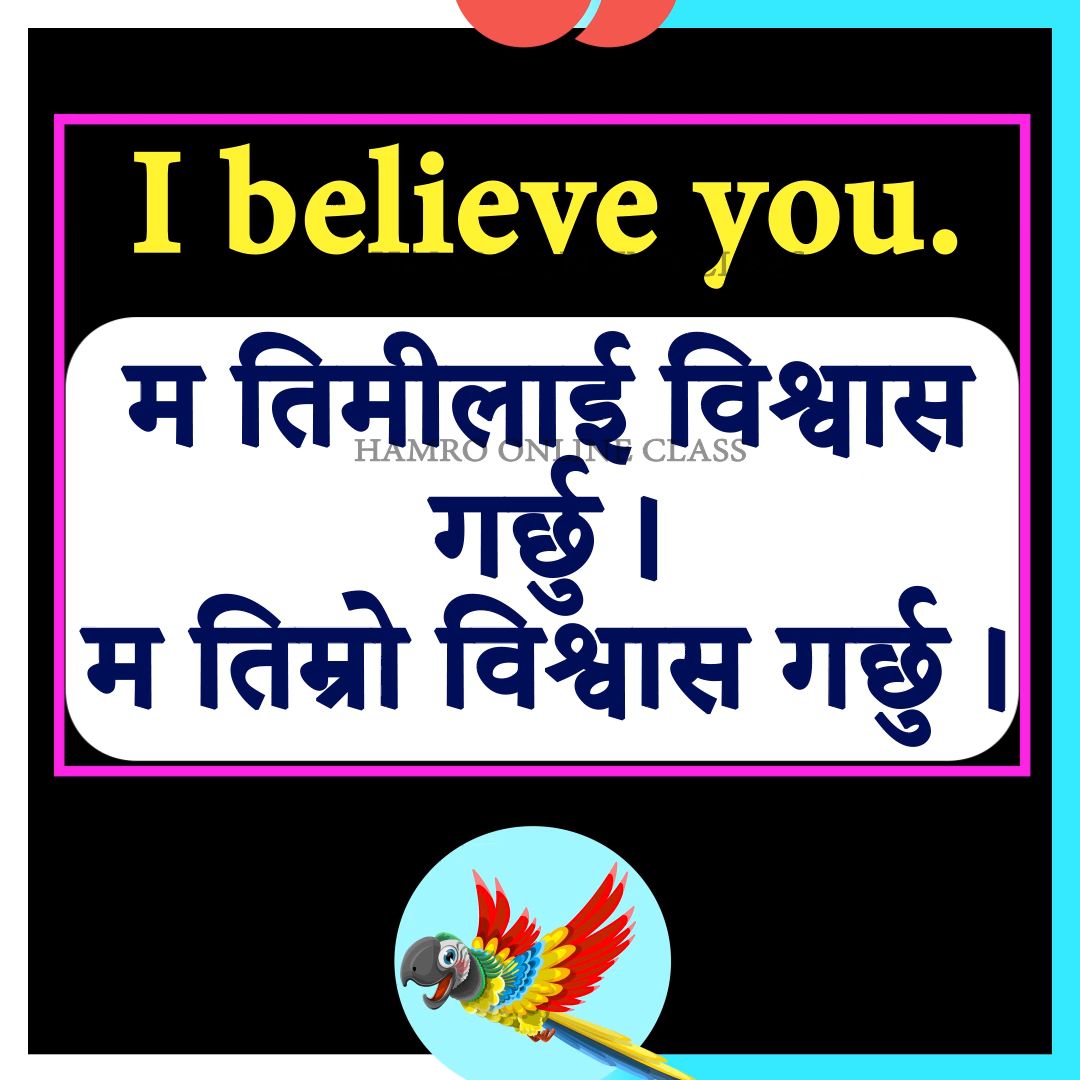 I believe you.
म तिमीलाई विश्वास
HAMRO ONLINE CLASS
गर्छु ।
म तिम्रो विश्वास गर्छु ।